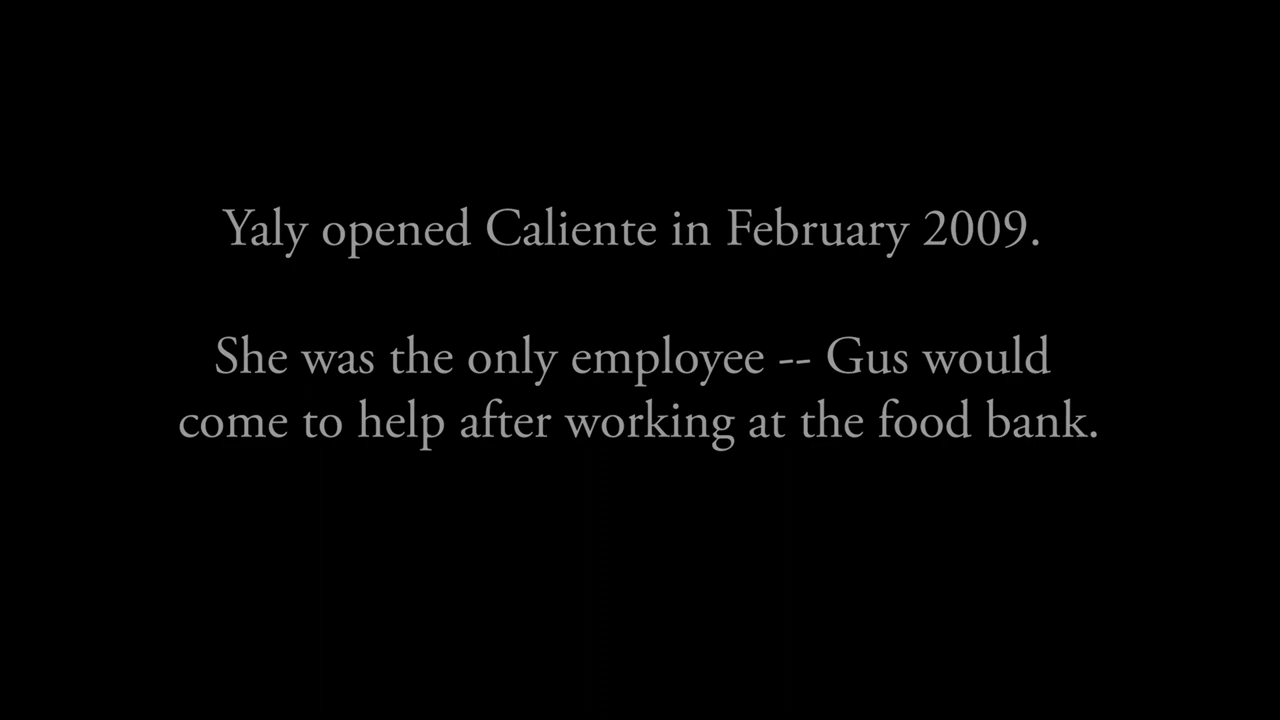 Yaly opened Caliente in February 2009.
She was the only employee -- Gus would
come to help after working at the food bank.